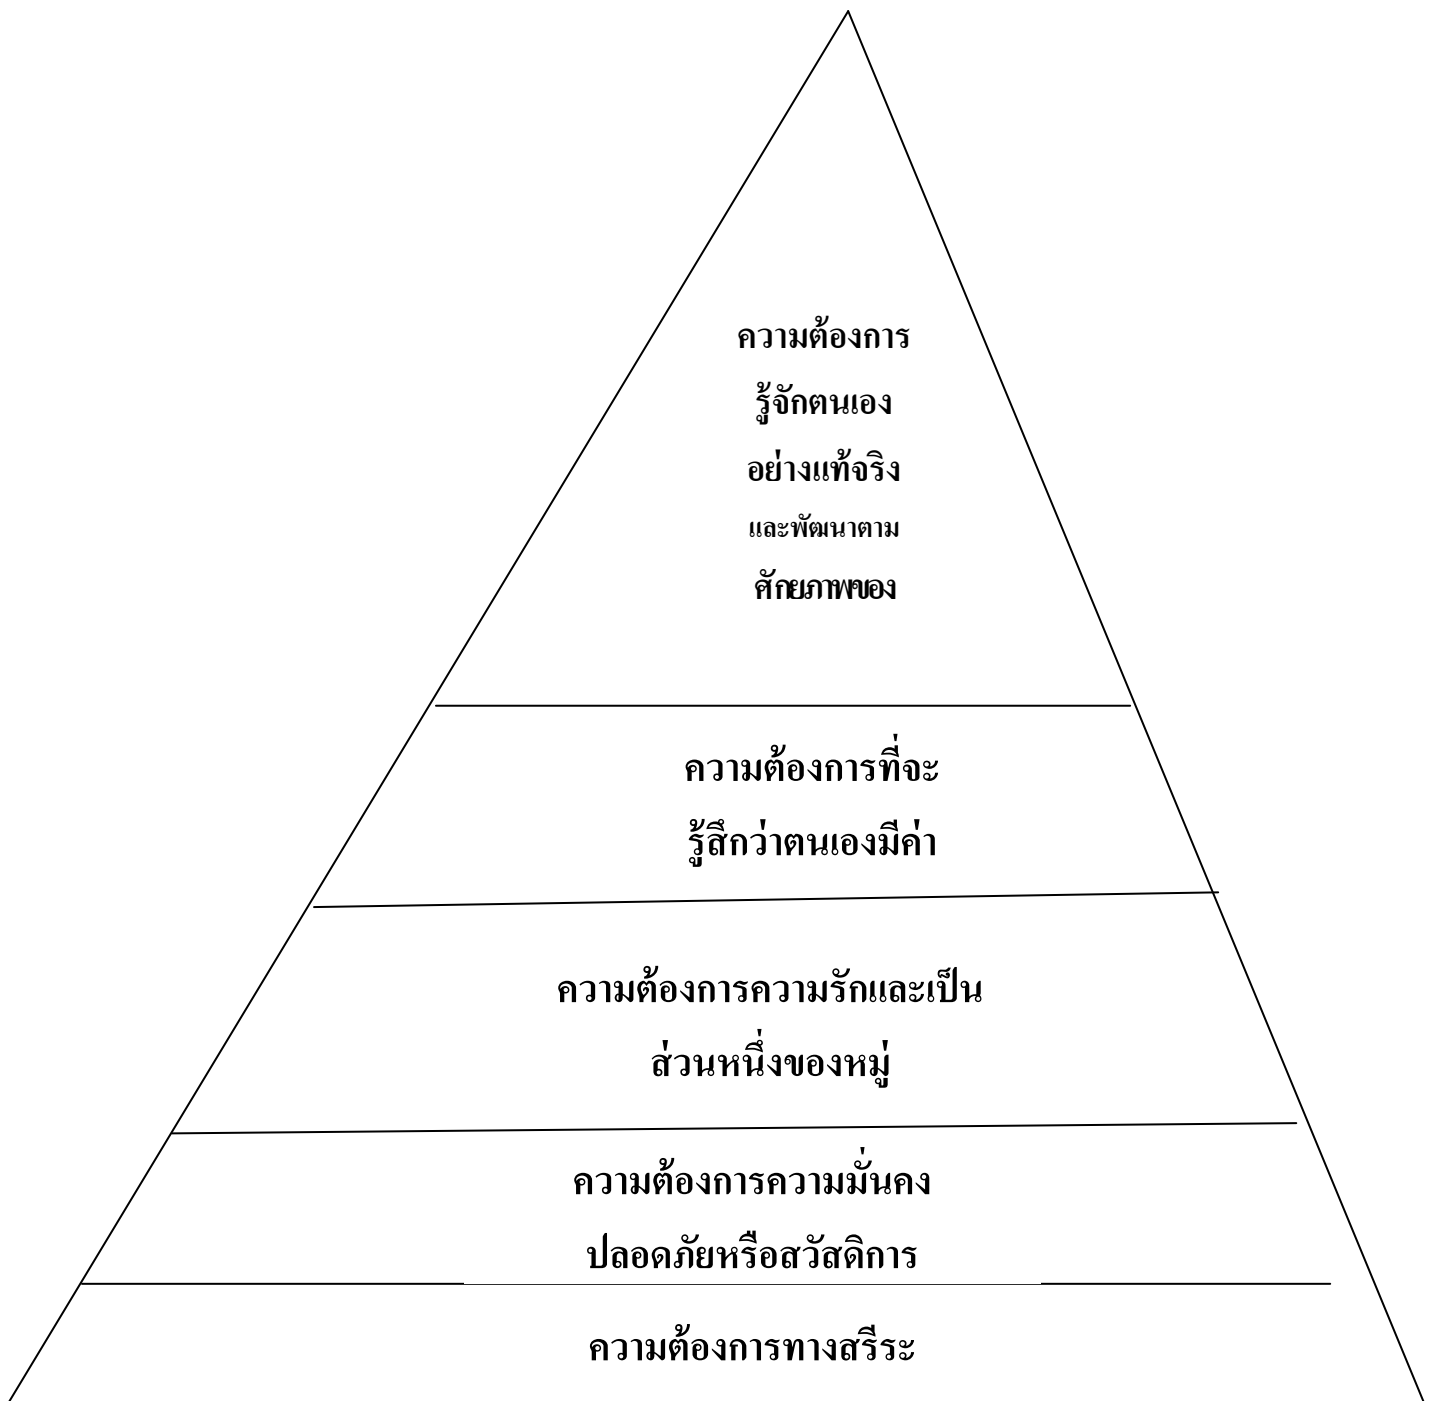 ความต้องการ
รู้จักตนเอง
อย่างแท้จริง
และพัฒนาตาม
ศักยภาพของ
ความต้องการที่จะ
รู้สึกว่าตนเองมีค่า
ความต้องการความรักและเป็น
ส่วนหนึ่งของหมู่
ความต้องการความมั่นคง
ปลอดภัยหรือสวัสดิการ
ความต้องการทางสรีระ